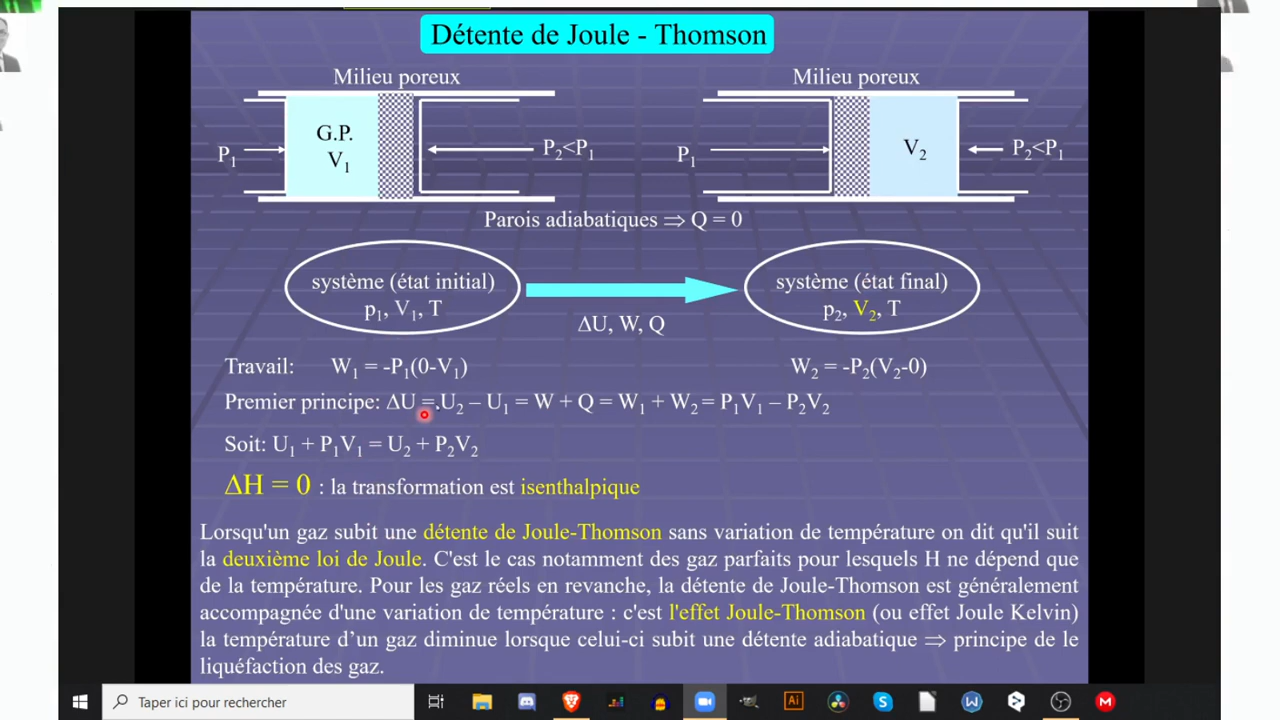 Détente de Joule - Thomson
Milieu poreux
Milieu poreux
G.P.
V1
P1
P2<P1
P1
V2
P2<P1
Parois adiabatiques ⇒ Q = 0
système (état initial)
p1, V1, T
système (état final)
p2, V2, T
ΔU, W, Q
Travail: W1 = -P1(0-V1) W2 = -P2(V2-0)
Premier principe: ΔU = U2 – U1 = W + Q = W1 + W2 = P1V1 – P2V2
Soit: U1 + P1V1 = U2 + P2V2
ΔH = 0 : la transformation est isenthalpique
Lorsqu'un gaz subit une détente de Joule-Thomson sans variation de température on dit qu'il suit
la deuxième loi de Joule. C'est le cas notamment des gaz parfaits pour lesquels H ne dépend que
de la température. Pour les gaz réels en revanche, la détente de Joule-Thomson est généralement
accompagnée d'une variation de température : c'est l'effet Joule-Thomson (ou effet Joule Kelvin)
la température d’un gaz diminue lorsque celui-ci subit une détente adiabatique ⇒ principe de le
liquéfaction des gaz.
Taper ici pour rechercher